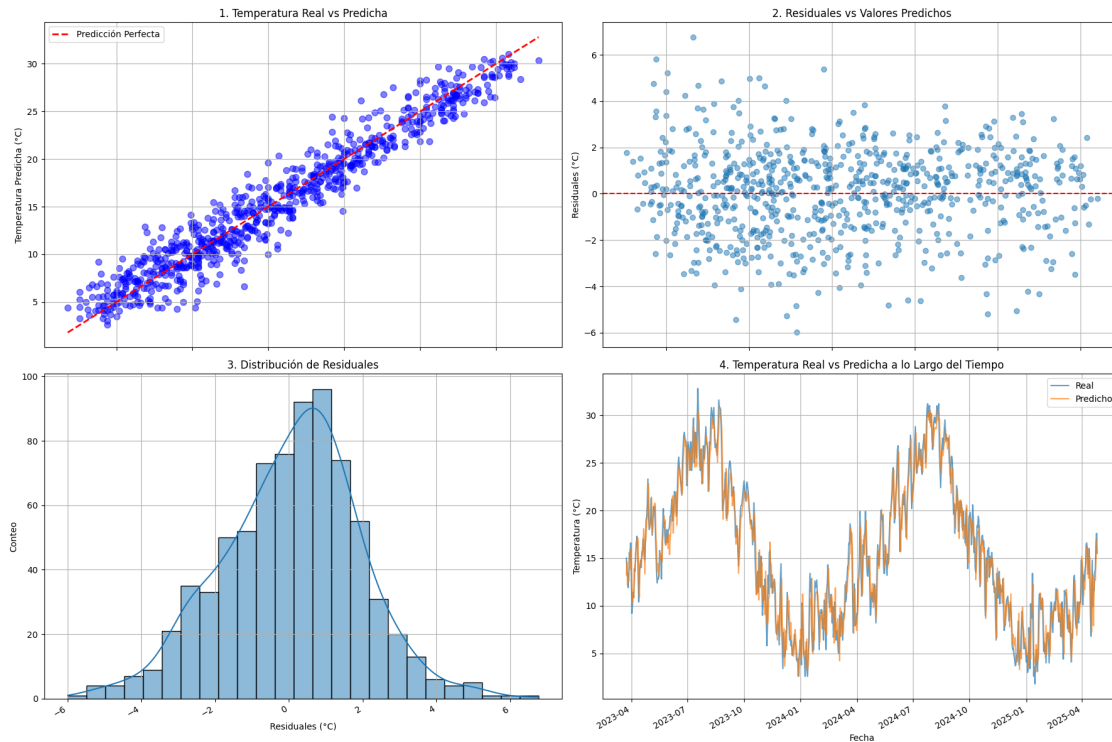 1. Temperatura Real vs Predicha
Predicción Perfecta
Temperatura Predicha (°C)
30
25
20
15
10
5
2. Residuales vs Valores Predichos
Residuales (°C)
6
4
2
0
−2
−4
−6
3. Distribución de Residuales
Conteo
100
80
60
40
20
0
−6 −4 −2 0 2 4 6
Residuales (°C)
4. Temperatura Real vs Predicha a lo Largo del Tiempo
Real
Predicho
Temperatura (°C)
30
25
20
15
10
5
2023-04 2023-07 2023-10 2024-01 2024-04 2024-07 2024-10 2025-01 2025-04
Fecha